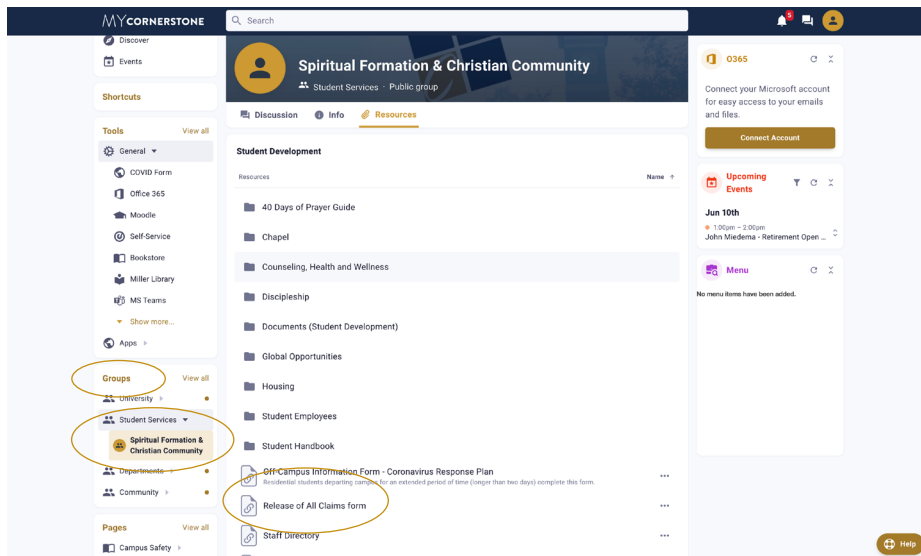 MYCORNERSTONE
Search
5
Discover
Events
Shortcuts
Tools View all
General
COVID Form
Office 365
Moodle
Self-Service
Bookstore
Miller Library
MS Teams
Show more...
Apps
Groups View all
University
Student Services
Spiritual Formation &
Christian Community
Departments
Community
Pages View all
Campus Safety
Spiritual Formation & Christian Community
Student Services · Public group
Discussion Info Resources
Student Development
Resources Name
40 Days of Prayer Guide
Chapel
Counseling, Health and Wellness
Discipleship
Documents (Student Development)
Global Opportunities
Housing
Student Employees
Student Handbook
Off Campus Information Form - Coronavirus Response Plan
Residential students departing campus for an extended period of time (longer than two days) complete this form.
Release of All Claims form
Staff Directory
O365
Connect your Microsoft account
for easy access to your emails
and files.
Connect Account
Upcoming
Events
Jun 10th
1:00pm – 2:00pm
John Miedema - Retirement Open ...
Menu
No menu items have been added.
Help